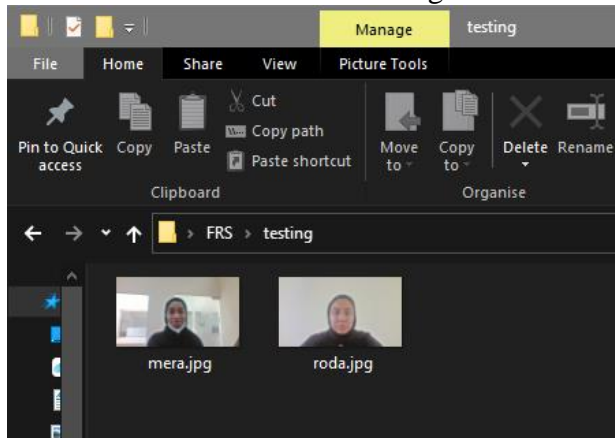 Manage testing
File Home Share View Picture Tools
Pin to Quick access
Copy
Paste
Cut
Copy path
Paste shortcut
Move to
Copy to
Delete
Rename
Clipboard
Organise
FRS > testing
mera.jpg
roda.jpg